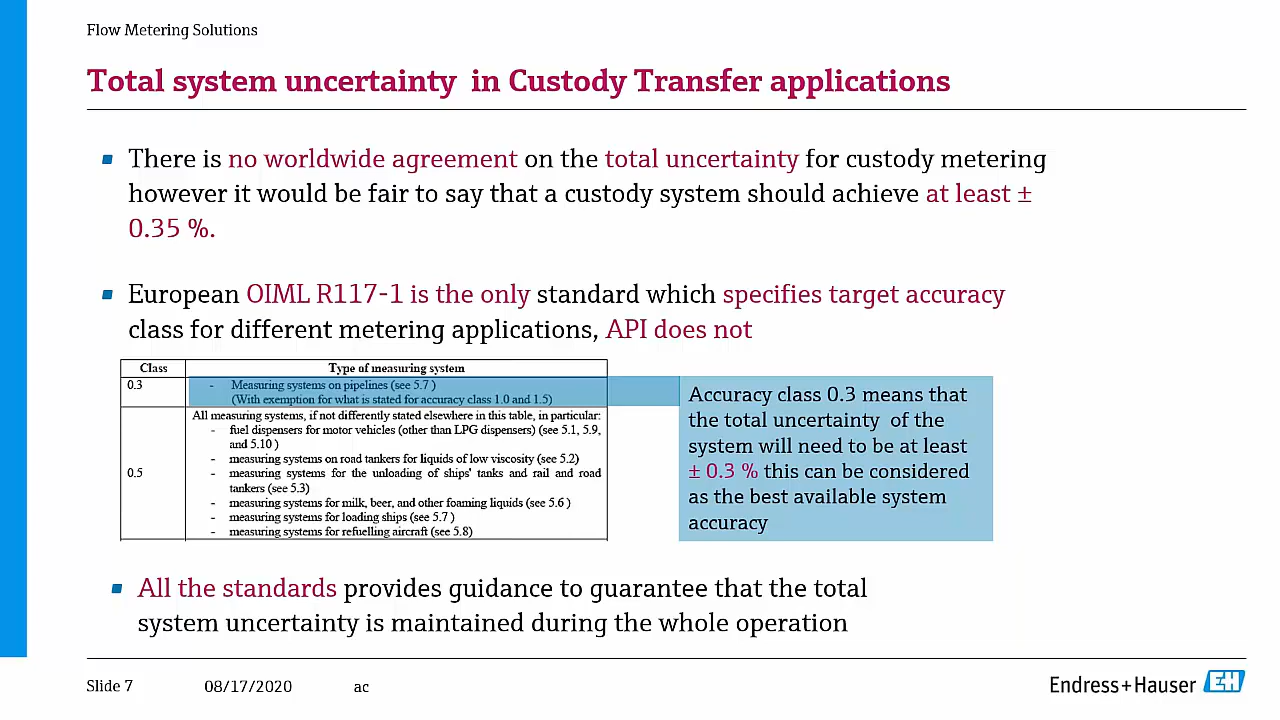 Flow Metering Solutions
Total system uncertainty in Custody Transfer applications
There is no worldwide agreement on the total uncertainty for custody metering
however it would be fair to say that a custody system should achieve at least ±
0.35 %.
European OIML R117-1 is the only standard which specifies target accuracy
class for different metering applications, API does not
Class Type of measuring system
0.3 - Measuring systems on pipelines (see 5.7 )
(With exemption for what is stated for accuracy class 1.0 and 1.5)
All measuring systems, if not differently stated elsewhere in this table, in particular:
- fuel dispensers for motor vehicles (other than LPG dispensers) (see 5.1, 5.9,
and 5.10 )
- measuring systems on road tankers for liquids of low viscosity (see 5.2)
0.5 - measuring systems for the unloading of ships' tanks and rail and road
tankers (see 5.3)
- measuring systems for milk, beer, and other foaming liquids (see 5.6 )
- measuring systems for loading ships (see 5.7 )
- measuring systems for refuelling aircraft (see 5.8)
Accuracy class 0.3 means that
the total uncertainty of the
system will need to be at least
± 0.3 % this can be considered
as the best available system
accuracy
All the standards provides guidance to guarantee that the total
system uncertainty is maintained during the whole operation
Slide 7 08/17/2020 ac
Endress+Hauser EH